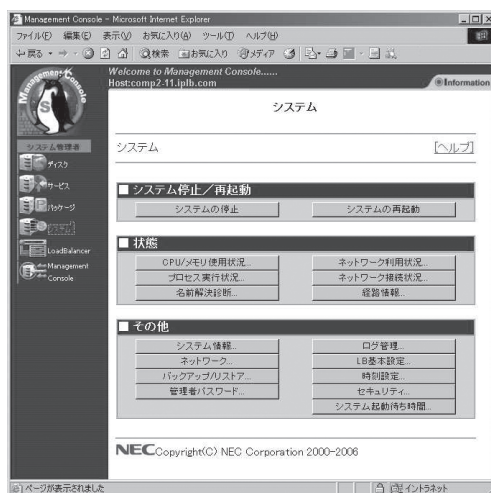 Management Console - Microsoft Internet Explorer
ファイル(F) 編集(E) 表示(V) お気に入り(A) ツール(T) ヘルプ(H)
戻る 検索 お気に入り メディア
Management Console
Welcome to Management Console......
Host:comp2-11.iplb.com
Information
システム
システム管理者
システム [ヘルプ]
ディスク
サービス
パッケージ
システム
LoadBalancer
Management Console
■ システム停止／再起動
システムの停止 システムの再起動
■ 状態
CPU/メモリ使用状況... ネットワーク利用状況...
プロセス実行状況... ネットワーク接続状況...
名前解決診断... 経路情報...
■ その他
システム情報... ログ管理...
ネットワーク... LB基本設定...
バックアップ/リストア... 時刻設定...
管理者パスワード... セキュリティ...
システム起動待ち時間...
NEC Copyright(C) NEC Corporation 2000-2006
ページが表示されました イントラネット